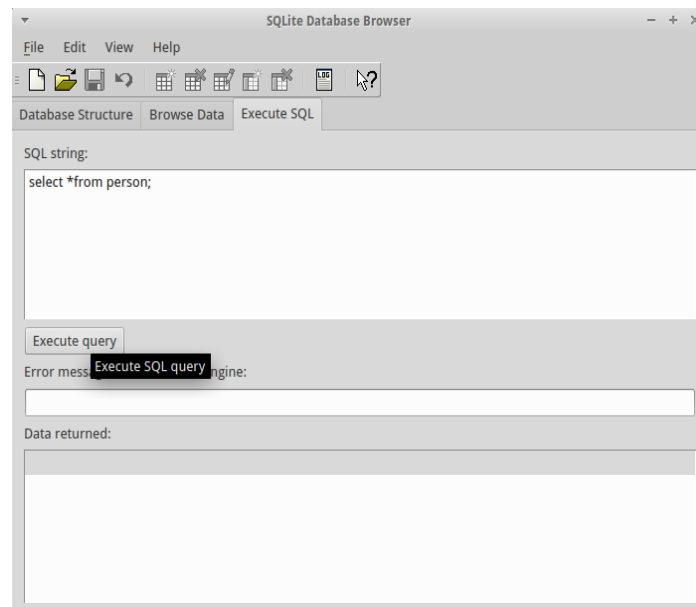 SQLite Database Browser
File Edit View Help
LOG
Database Structure Browse Data Execute SQL
SQL string:
select *from person;
Execute query
Execute SQL query
Error mess ngine:
Data returned: